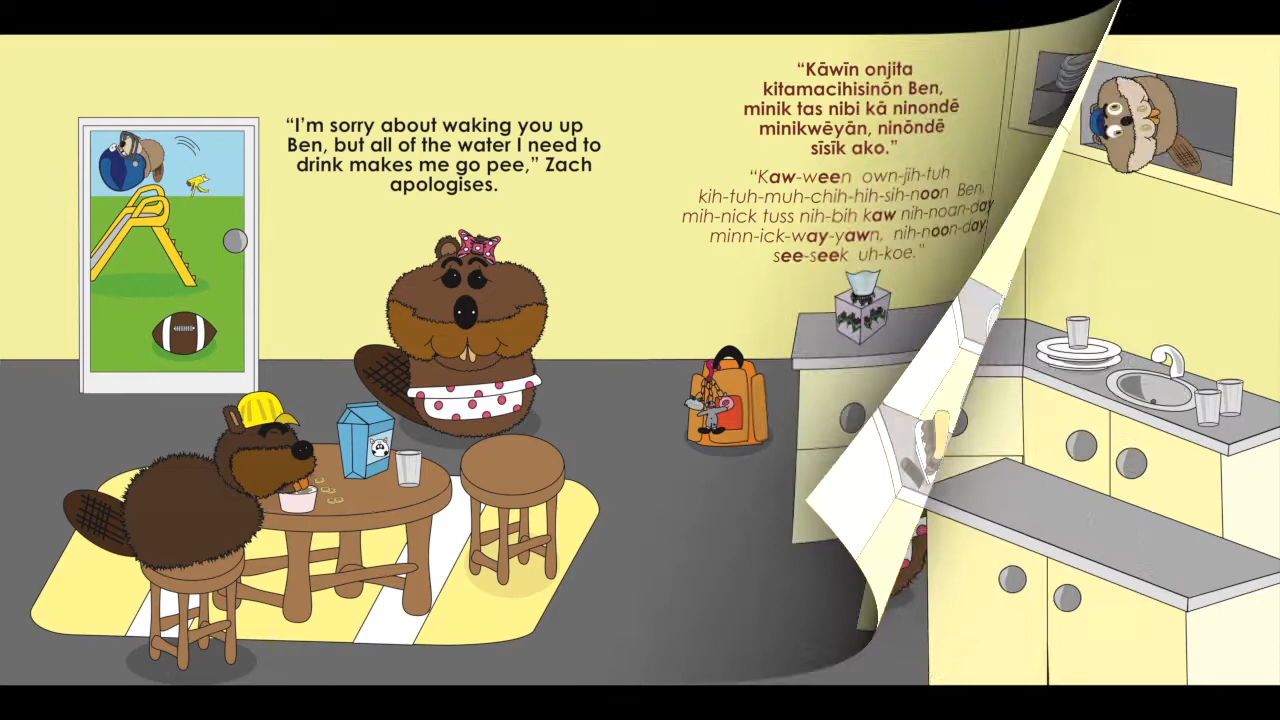 “I’m sorry about waking you up
Ben, but all of the water I need to
drink makes me go pee,” Zach
apologises.
“Kāwīn onjita
kitamacihisinōn Ben,
minik tas nibi kā ninondē
minikwēyān, ninōndē
sīsīk ako.”
“Kaw-ween own-jih-tuh
kih-tuh-muh-chih-hih-sih-noon Ben,
mih-nick tuss nih-bih kaw nih-noan-day
minn-ick-way-yawn, nih-noon-day
see-seek uh-koe.”